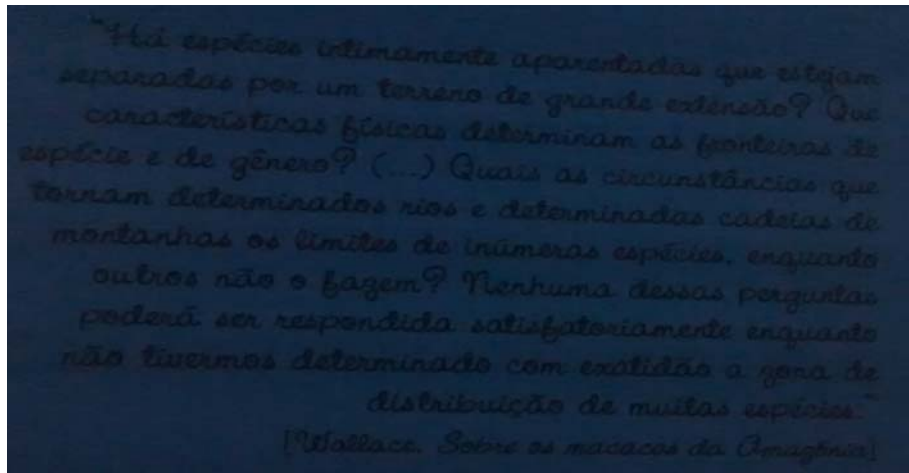 "Há espécies intimamente aparentadas que estejam
separadas por um terreno de grande extensão? Que
características físicas determinam as fronteiras de
espécie e de gênero? (...) Quais as circunstâncias que
tornam determinados rios e determinadas cadeias de
montanhas os limites de inúmeras espécies, enquanto
outros não o fazem? Nenhuma dessas perguntas
poderá ser respondida satisfatoriamente enquanto
não tivermos determinado com exatidão a zona de
distribuição de muitas espécies."
[Wallace. Sobre os macacos da Amazônia]